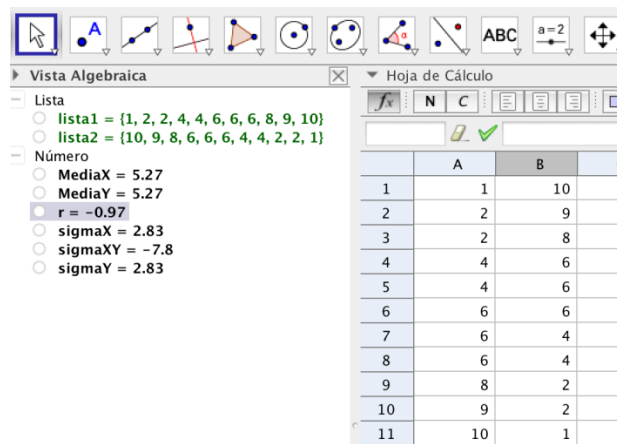 A
α
ABC
a=2
Vista Algebraica
Hoja de Cálculo
Lista
lista1 = {1, 2, 2, 4, 4, 6, 6, 6, 8, 9, 10}
lista2 = {10, 9, 8, 6, 6, 6, 4, 4, 2, 2, 1}
Número
MediaX = 5.27
MediaY = 5.27
r = −0.97
sigmaX = 2.83
sigmaXY = −7.8
sigmaY = 2.83
fx N C
A B
1 1 10
2 2 9
3 2 8
4 4 6
5 4 6
6 6 6
7 6 4
8 6 4
9 8 2
10 9 2
11 10 1